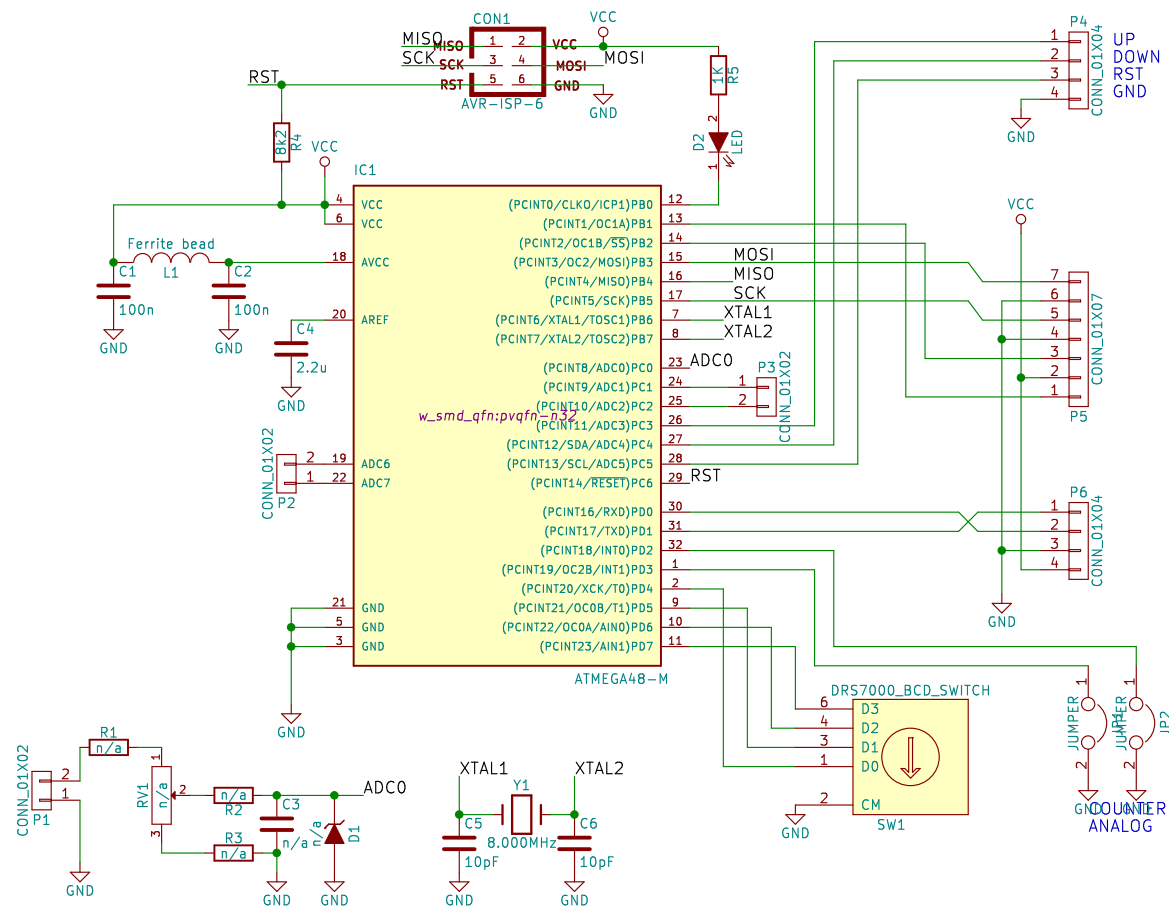 CON1
VCC
P4
MISO
MISO
1
2
VCC
SCK
SCK
3
4
MOSI
MOSI
RST
RST
5
6
GND
AVR-ISP-6
GND
1K
R5
2
D2
LED
1
1
2
3
4
CONN_01X04
UP
DOWN
RST
GND
GND
8k2
R4
VCC
IC1
4
VCC
6
VCC
18
AVCC
20
AREF
19
ADC6
22
ADC7
21
GND
5
GND
3
GND
(PCINT0/CLKO/ICP1)PB0
12
(PCINT1/OC1A)PB1
13
(PCINT2/OC1B/SS)PB2
14
(PCINT3/OC2/MOSI)PB3
15
MOSI
(PCINT4/MISO)PB4
16
MISO
(PCINT5/SCK)PB5
17
SCK
(PCINT6/XTAL1/TOSC1)PB6
7
XTAL1
(PCINT7/XTAL2/TOSC2)PB7
8
XTAL2
(PCINT8/ADC0)PC0
23
ADC0
(PCINT9/ADC1)PC1
24
(PCINT10/ADC2)PC2
25
(PCINT11/ADC3)PC3
26
(PCINT12/SDA/ADC4)PC4
27
(PCINT13/SCL/ADC5)PC5
28
(PCINT14/RESET)PC6
29
RST
(PCINT16/RXD)PD0
30
(PCINT17/TXD)PD1
31
(PCINT18/INT0)PD2
32
(PCINT19/OC2B/INT1)PD3
1
(PCINT20/XCK/T0)PD4
2
(PCINT21/OC0B/T1)PD5
9
(PCINT22/OC0A/AIN0)PD6
10
(PCINT23/AIN1)PD7
11
w_smd_qfn:pvqfn-n32
ATMEGA48-M
Ferrite bead
L1
C1
100n
GND
C2
100n
GND
C4
2.2u
GND
CONN_01X02
2
1
P2
GND
P3
1
2
CONN_01X02
VCC
7
6
5
4
3
2
1
CONN_01X07
P5
P6
1
2
3
4
CONN_01X04
GND
DRS7000_BCD_SWITCH
6
D3
4
D2
3
D1
1
D0
2
CM
GND
SW1
1
JUMPER
JP1
2
GND
1
JUMPER
JP2
2
GND
COUNTER
ANALOG
CONN_01X02
2
1
P1
GND
R1
n/a
1
RV1
n/a
2
3
n/a
R2
R3
n/a
C3
n/a
GND
ADC0
n/a
D1
GND
XTAL1
XTAL2
Y1
8.000MHz
C5
10pF
GND
C6
10pF
GND